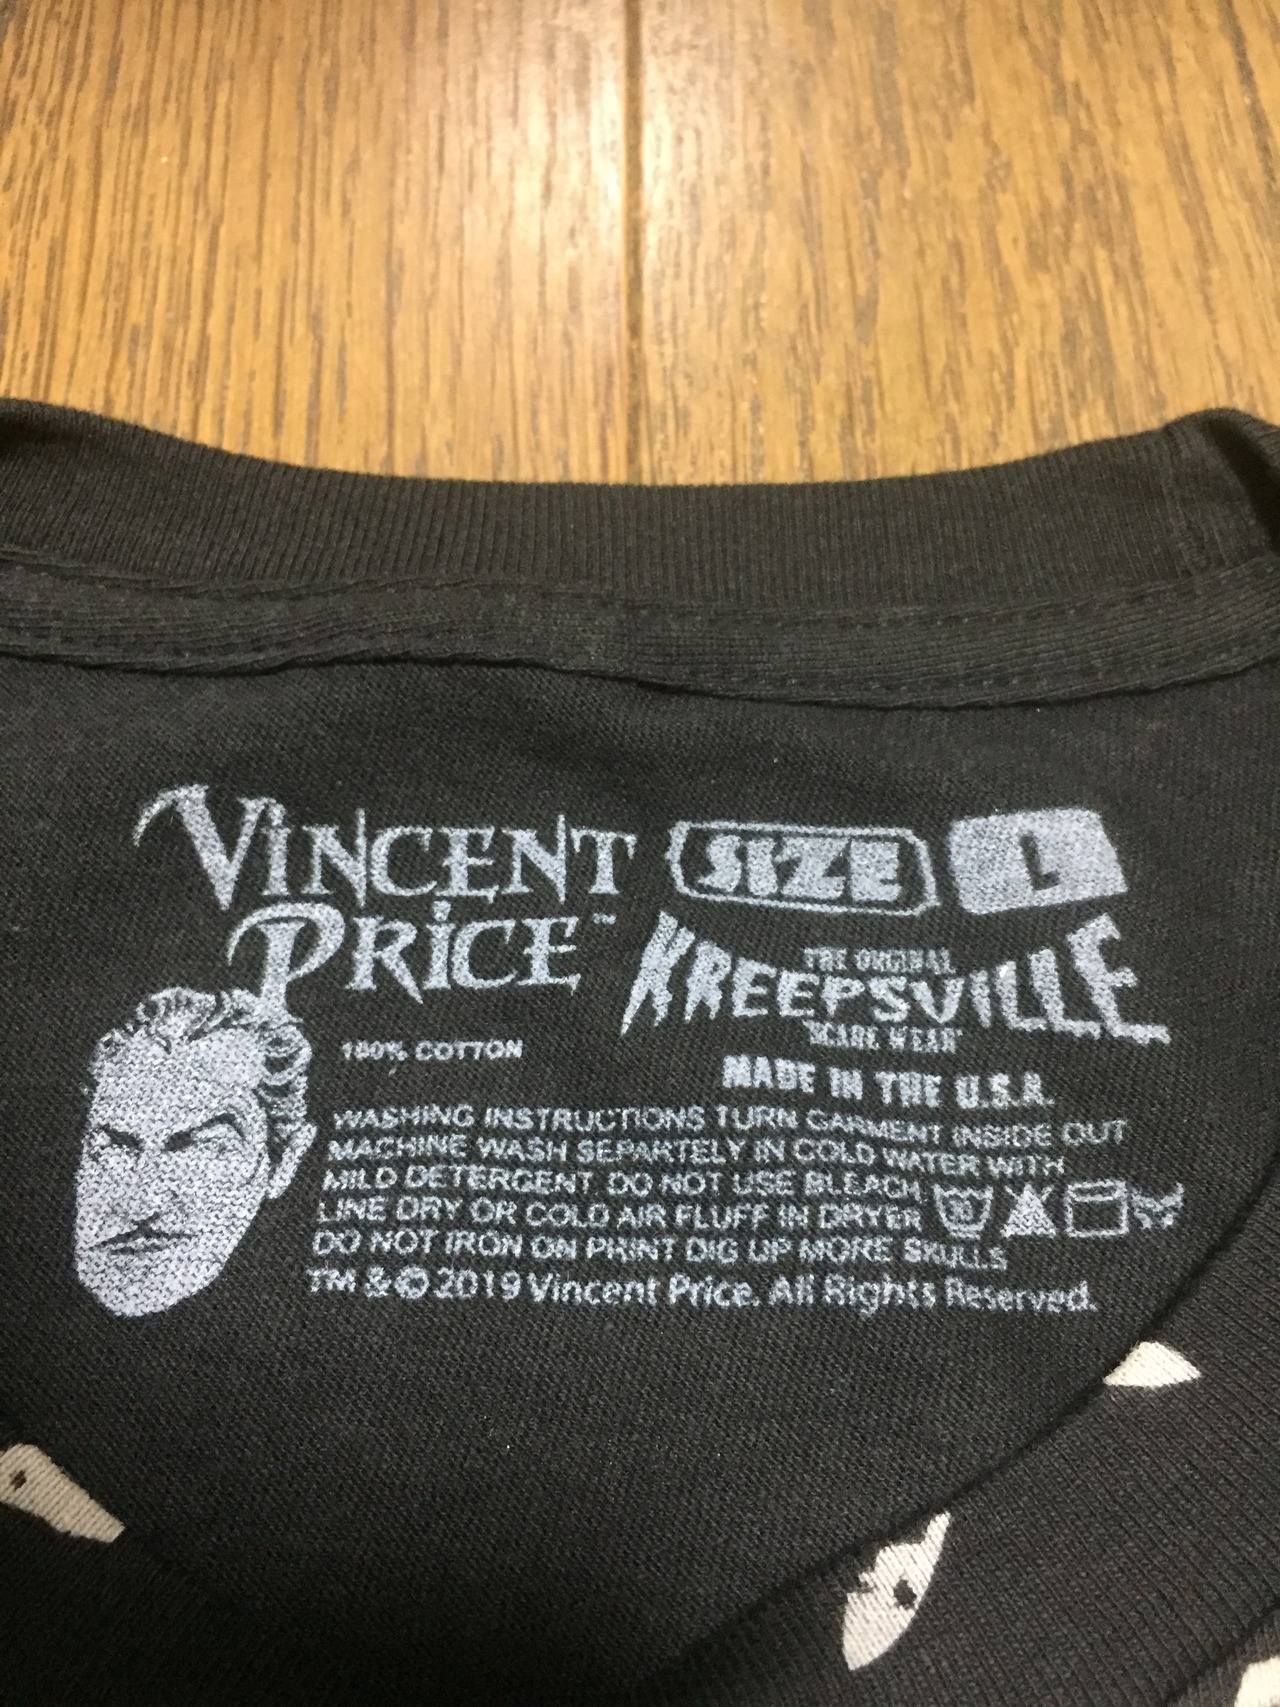 VINCENT
PRICE™
SIZE L
THE ORIGINAL
KREEPSVILLE
"SCARE WEAR"
MADE IN THE U.S.A.
100% COTTON
WASHING INSTRUCTIONS TURN GARMENT INSIDE OUT
MACHINE WASH SEPARTELY IN COLD WATER WITH
MILD DETERGENT. DO NOT USE BLEACH
LINE DRY OR COLD AIR FLUFF IN DRYER
DO NOT IRON ON PRINT DIG UP MORE SKULLS
TM & © 2019 Vincent Price. All Rights Reserved.